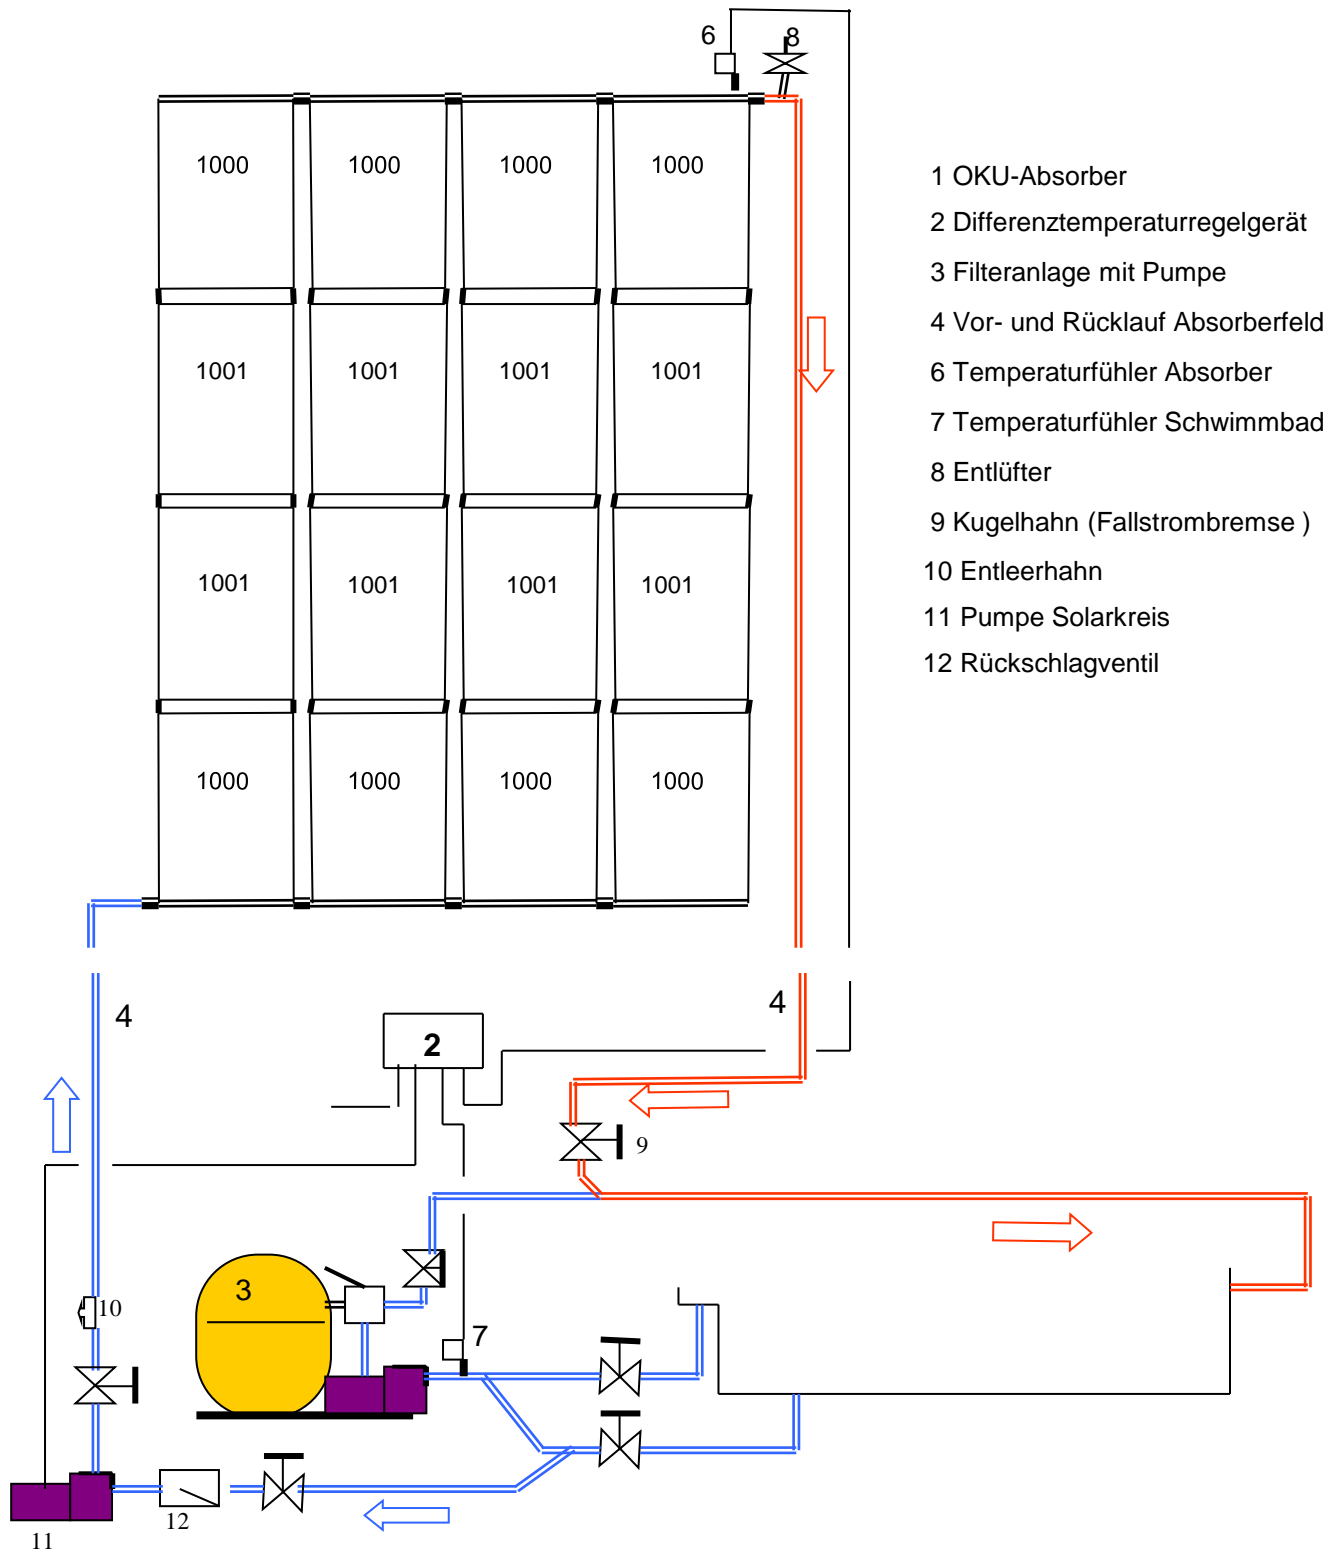 6
8
1000 1000 1000 1000
1 OKU-Absorber
2 Differenztemperaturregelgerät
3 Filteranlage mit Pumpe
4 Vor- und Rücklauf Absorberfeld
1001 1001 1001 1001
6 Temperaturfühler Absorber
7 Temperaturfühler Schwimmbad
8 Entlüfter
9 Kugelhahn (Fallstrombremse )
10 Entleerhahn
1001 1001 1001 1001
11 Pumpe Solarkreis
12 Rückschlagventil
1000 1000 1000 1000
4
4
2
9
3
10
7
12
11